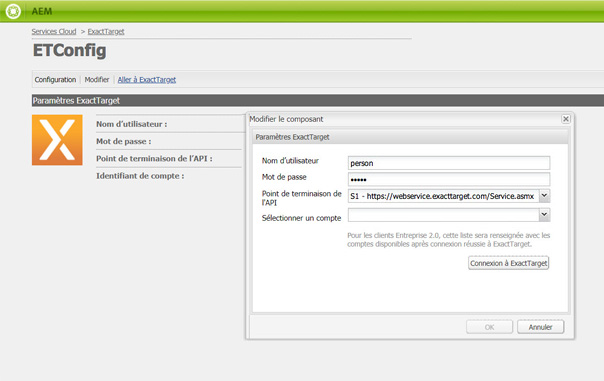 AEM
Services Cloud > ExactTarget
ETConfig
Configuration | Modifier | Aller à ExactTarget
Paramètres ExactTarget
Nom d'utilisateur :
Mot de passe :
Point de terminaison de l'API :
Identifiant de compte :
Modifier le composant
Paramètres ExactTarget
Nom d'utilisateur person
Mot de passe •••••
Point de terminaison de S1 - https://webservice.exacttarget.com/Service.asmx
l'API
Sélectionner un compte
Pour les clients Entreprise 2.0, cette liste sera renseignée avec les
comptes disponibles après connexion réussie à ExactTarget.
Connexion à ExactTarget
OK Annuler